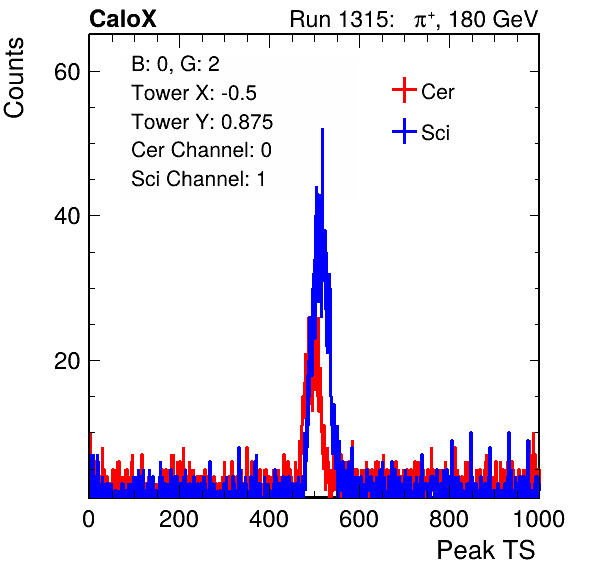 CaloX Run 1315: π⁺, 180 GeV
Counts
B: 0, G: 2
Tower X: -0.5
Tower Y: 0.875
Cer Channel: 0
Sci Channel: 1
Cer
Sci
60
40
20
0 200 400 600 800 1000
Peak TS